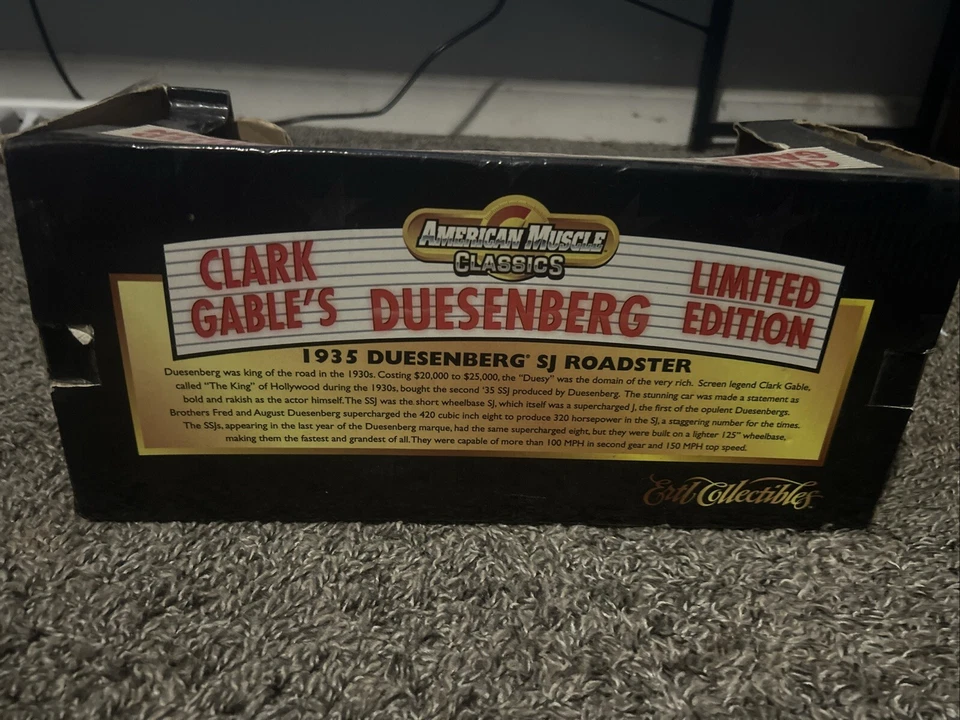 AMERICAN MUSCLE
CLASSICS
CLARK
GABLE'S
DUESENBERG
LIMITED
EDITION
1935 DUESENBERG® SJ ROADSTER
Duesenberg was king of the road in the 1930s. Costing $20,000 to $25,000, the "Duesy" was the domain of the very rich. Screen legend Clark Gable,
called "The King" of Hollywood during the 1930s, bought the second '35 SSJ produced by Duesenberg. The stunning car was made a statement as
bold and rakish as the actor himself. The SSJ was the short wheelbase SJ, which itself was a supercharged J, the first of the opulent Duesenbergs.
Brothers Fred and August Duesenberg supercharged the 420 cubic inch eight to produce 320 horsepower in the SJ, a staggering number for the times.
The SSJs, appearing in the last year of the Duesenberg marque, had the same supercharged eight, but they were built on a lighter 125" wheelbase,
making them the fastest and grandest of all. They were capable of more than 100 MPH in second gear and 150 MPH top speed.
Ertl Collectibles